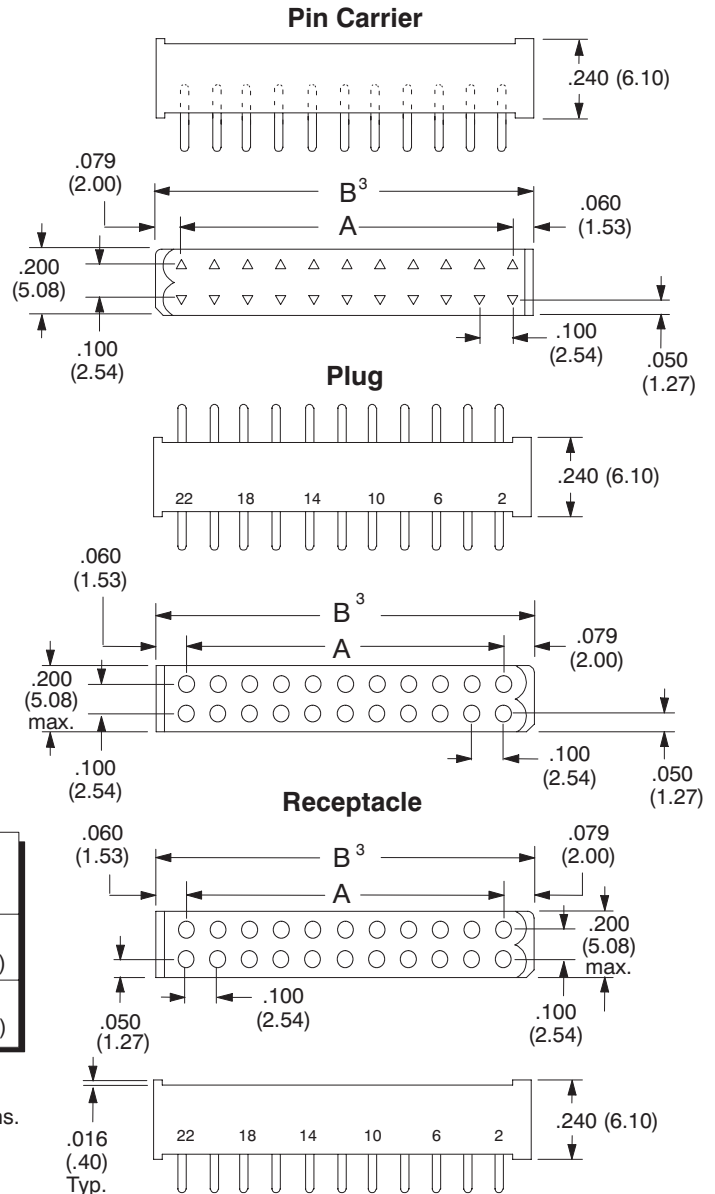 Pin Carrier
.240 (6.10)
.079
(2.00)
B3
.060
(1.53)
A
.200
(5.08)
.100
(2.54)
.100
(2.54)
.050
(1.27)
Plug
.240 (6.10)
22 18 14 10 6 2
.060
(1.53)
B3
A
.079
(2.00)
.200
(5.08)
max.
.100
(2.54)
.100
(2.54)
.050
(1.27)
Receptacle
.060
(1.53)
B3
A
.079
(2.00)
.200
(5.08)
max.
.050
(1.27)
.100
(2.54)
.100
(2.54)
)
)
ns.
.016
(.40)
Typ.
22 18 14 10 6 2
.240 (6.10)